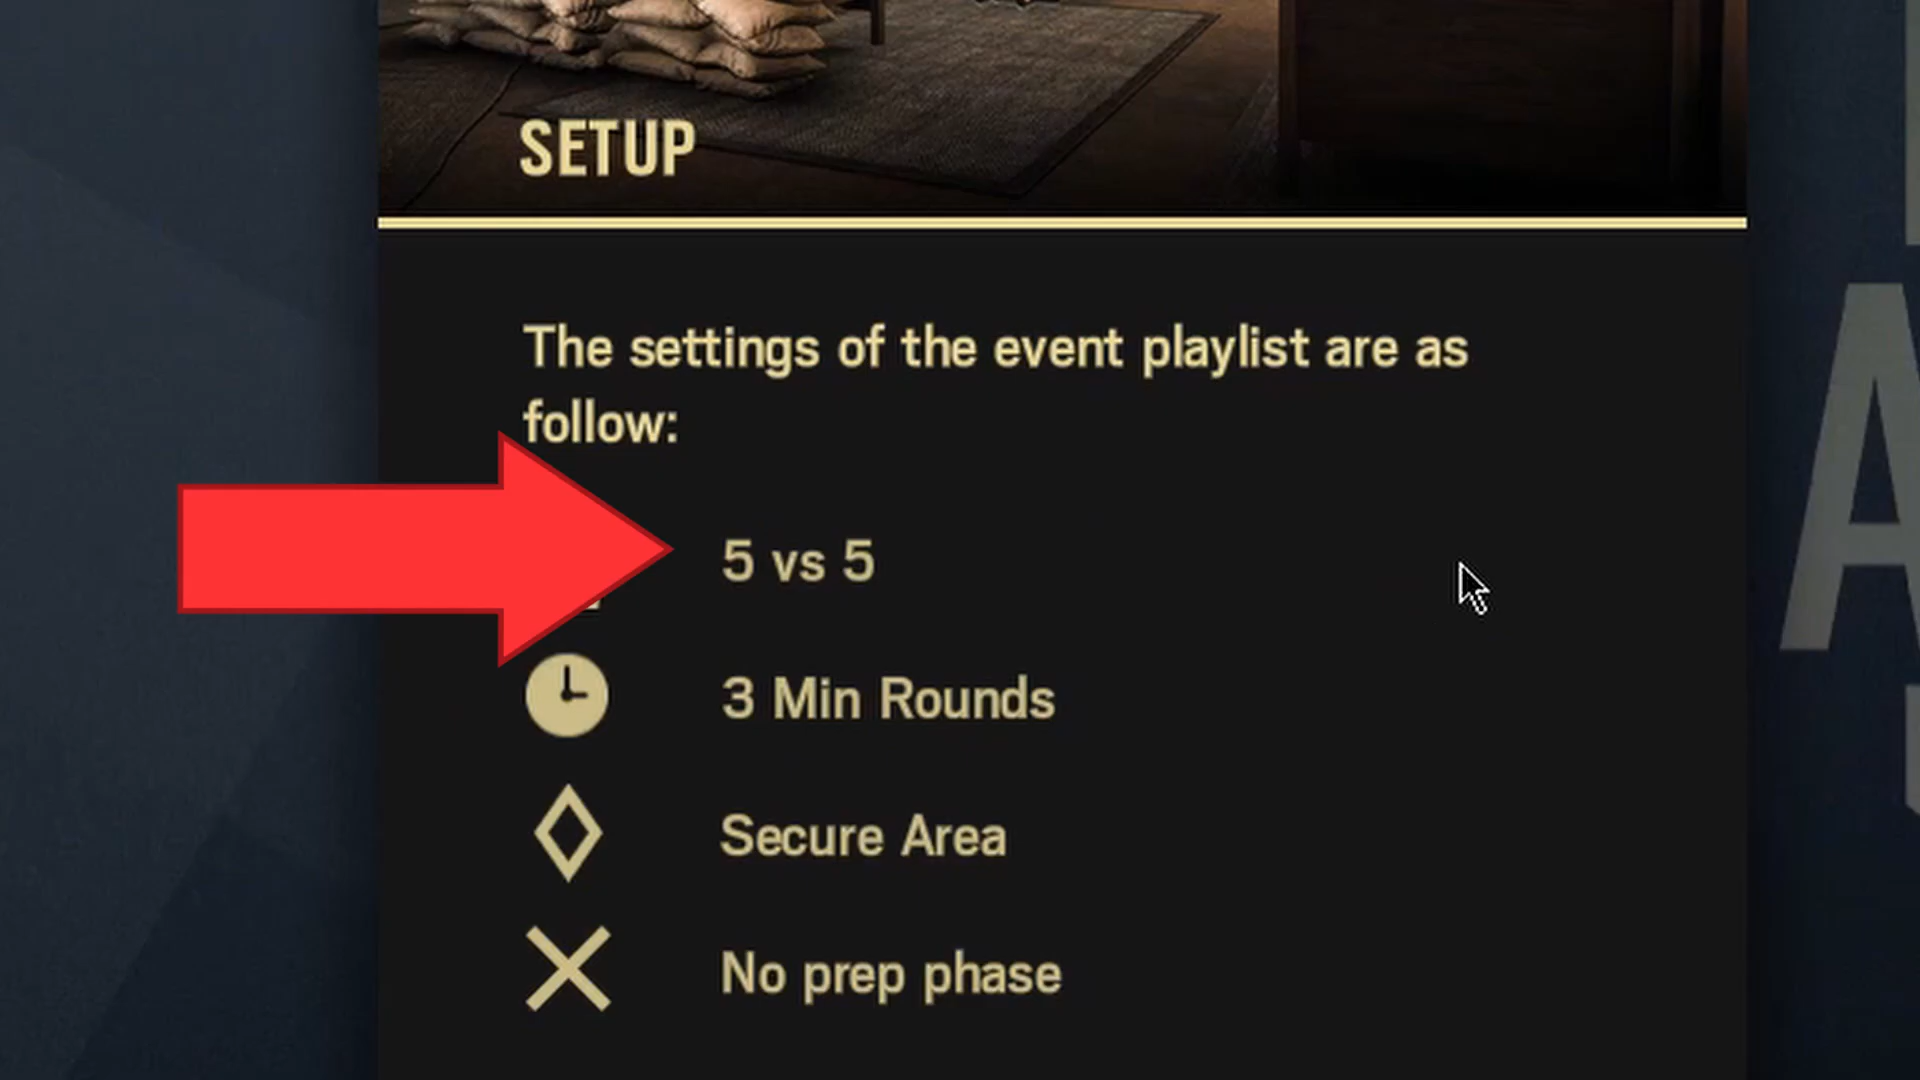 SETUP
The settings of the event playlist are as
follow:
5 vs 5
3 Min Rounds
Secure Area
No prep phase
A